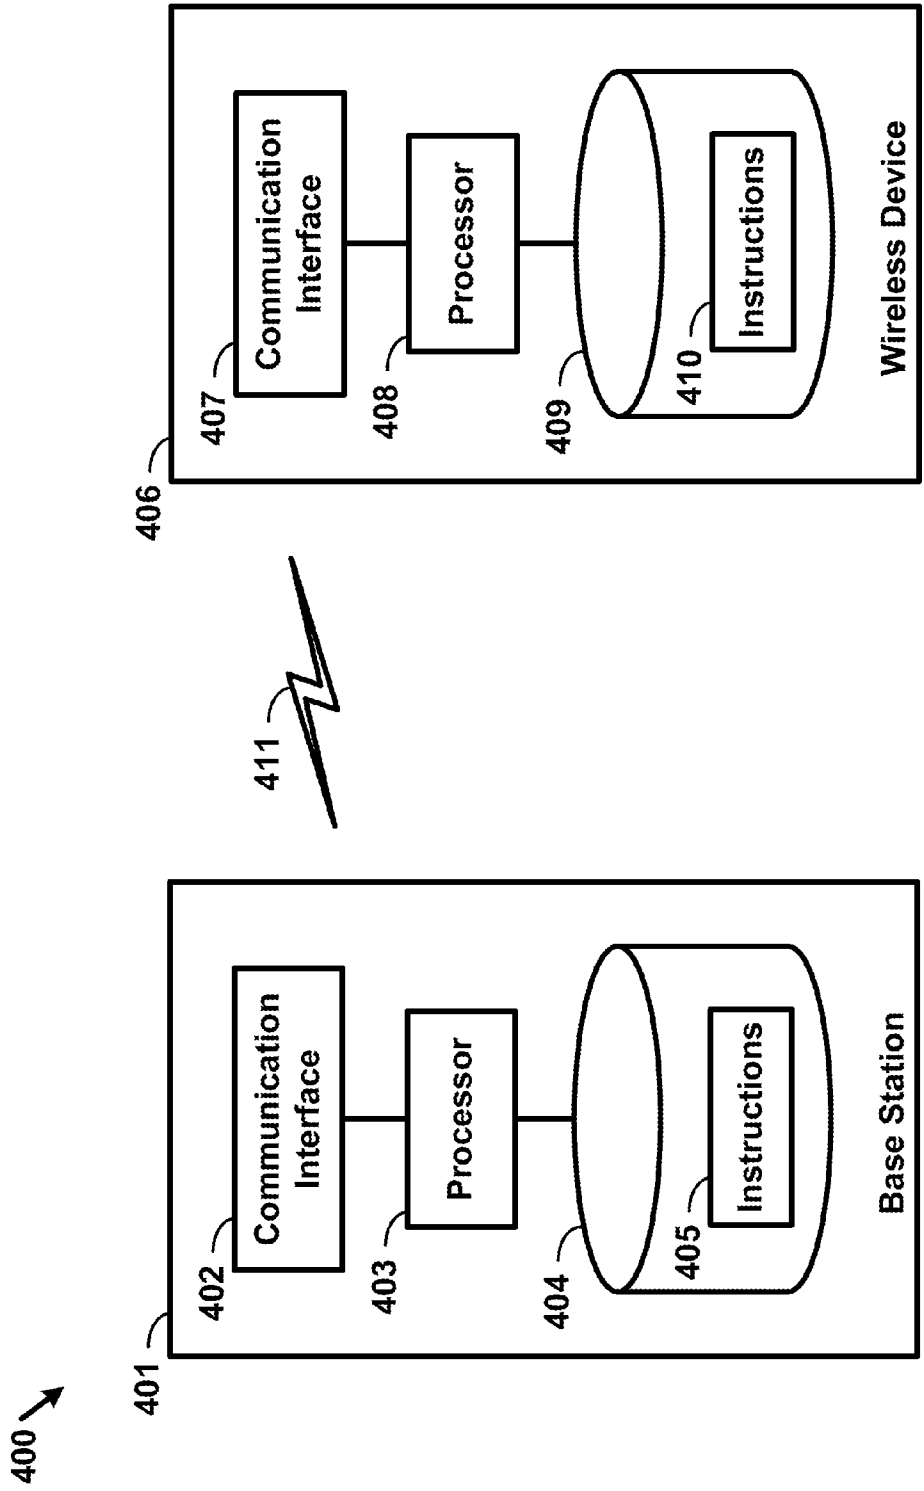 400
401
402
Communication
Interface
403
Processor
404
405
Instructions
Base Station
411
406
407
Communication
Interface
408
Processor
409
410
Instructions
Wireless Device